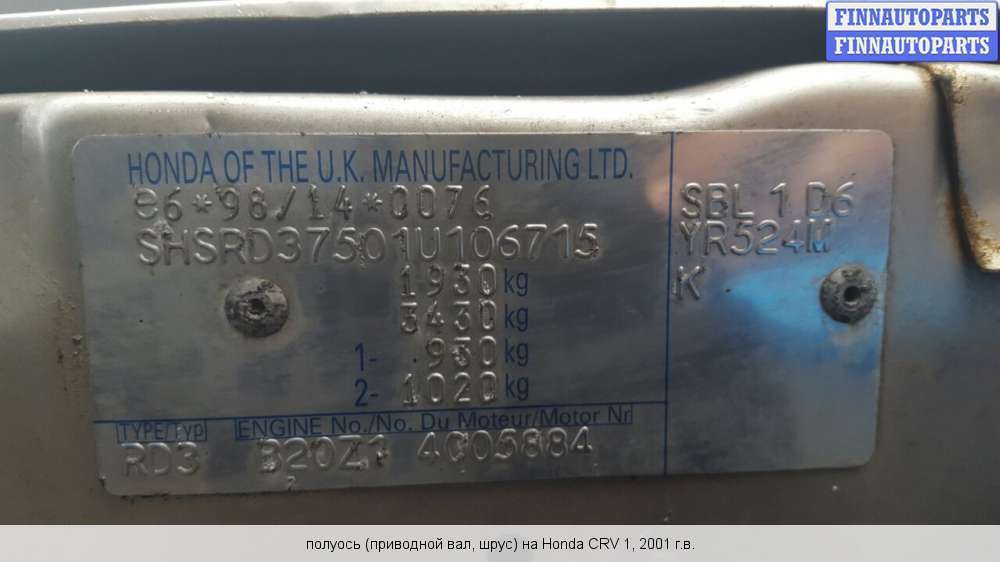 FINNAUTOPARTS
FINNAUTOPARTS
HONDA OF THE U.K. MANUFACTURING LTD.
e6*98/14*0076
SHSRD37501U106715
1930 kg
3430 kg
1- 930 kg
2- 1020 kg
TYPE/Typ ENGINE No./No. Du Moteur/Motor Nr
RD3 B20Z1 4005884
SBL 1 D6
YR524M
K
полуось (приводной вал, шрус) на Honda CRV 1, 2001 г.в.